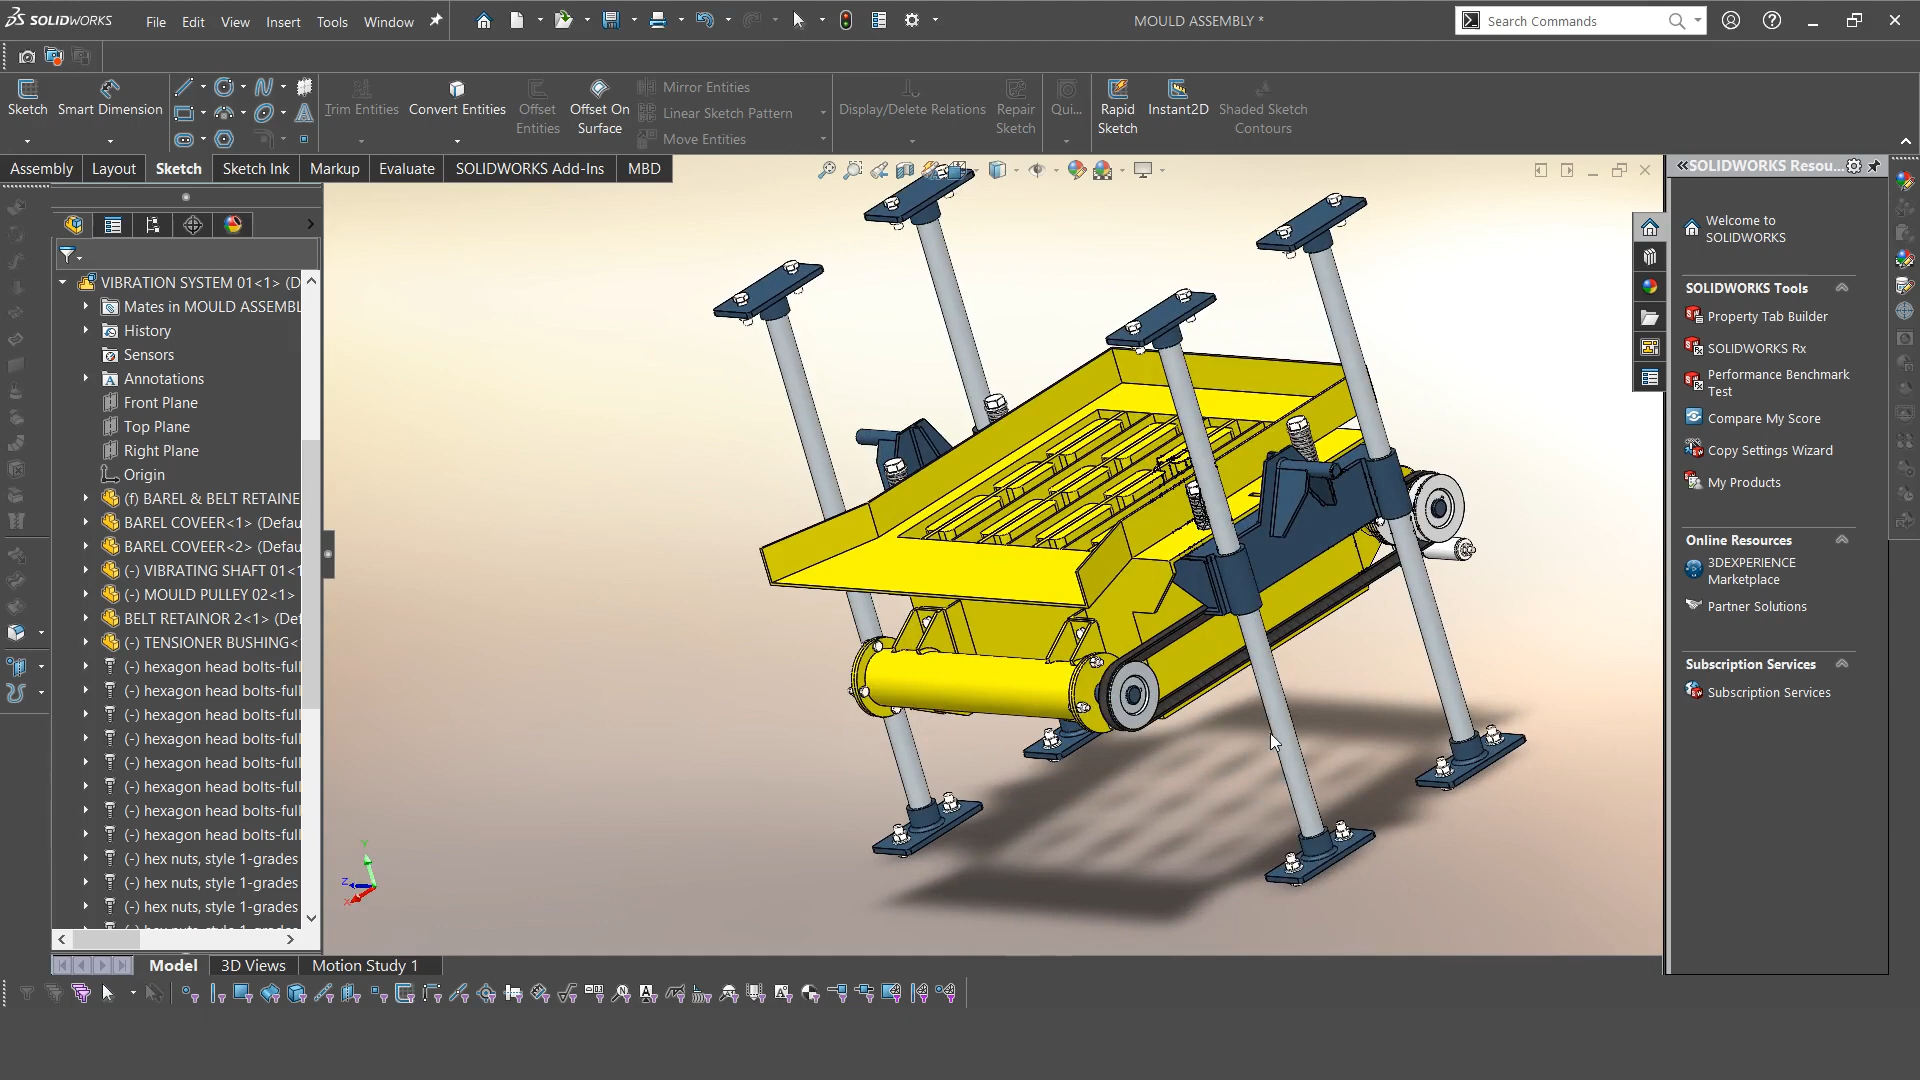 SOLIDWORKS
File Edit View Insert Tools Window
MOULD ASSEMBLY *
Search Commands
Sketch
Smart Dimension
Trim Entities
Convert Entities
Offset
Entities
Offset On
Surface
Mirror Entities
Linear Sketch Pattern
Move Entities
Display/Delete Relations
Repair
Sketch
Qui...
Rapid
Sketch
Instant2D
Shaded Sketch
Contours
Assembly Layout Sketch Sketch Ink Markup Evaluate SOLIDWORKS Add-Ins MBD
VIBRATION SYSTEM 01<1> (D
Mates in MOULD ASSEMBL
History
Sensors
Annotations
Front Plane
Top Plane
Right Plane
Origin
(f) BAREL & BELT RETAINE
BAREL COVEER<1> (Defau
BAREL COVEER<2> (Defau
(-) VIBRATING SHAFT 01<1
(-) MOULD PULLEY 02<1>
BELT RETAINOR 2<1> (Def
(-) TENSIONER BUSHING<
(-) hexagon head bolts-full
(-) hexagon head bolts-full
(-) hexagon head bolts-full
(-) hexagon head bolts-full
(-) hexagon head bolts-full
(-) hexagon head bolts-full
(-) hexagon head bolts-full
(-) hexagon head bolts-full
(-) hex nuts, style 1-grades
(-) hex nuts, style 1-grades
(-) hex nuts, style 1-grades
Y
Z
X
Model 3D Views Motion Study 1
SOLIDWORKS Resou...
Welcome to
SOLIDWORKS
SOLIDWORKS Tools
Property Tab Builder
SOLIDWORKS Rx
Performance Benchmark
Test
Compare My Score
Copy Settings Wizard
My Products
Online Resources
3DEXPERIENCE
Marketplace
Partner Solutions
Subscription Services
Subscription Services